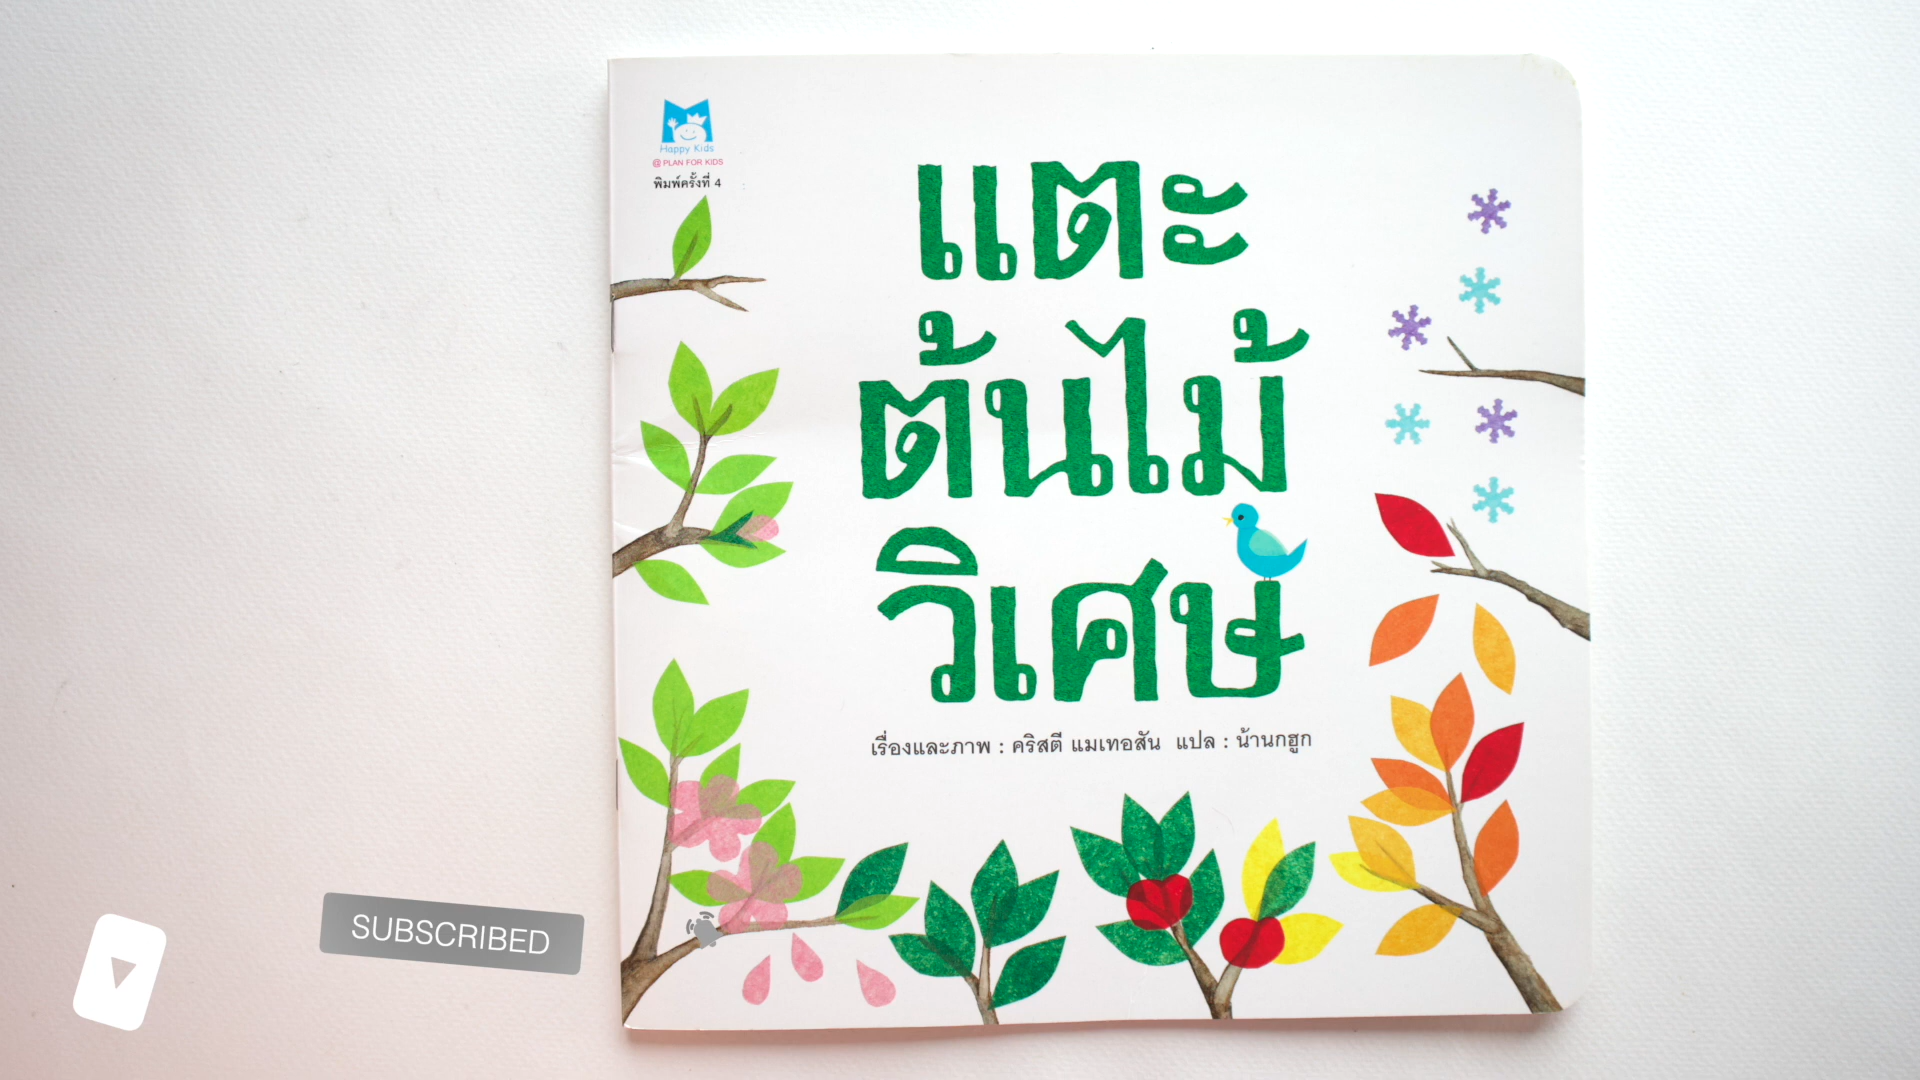 Happy Kids
@ PLAN FOR KIDS
พิมพ์ครั้งที่ 4
แตะ
ต้นไม้
วิเศษ
เรื่องและภาพ : คริสตี แมเทอสัน แปล : น้านกฮูก
SUBSCRIBED